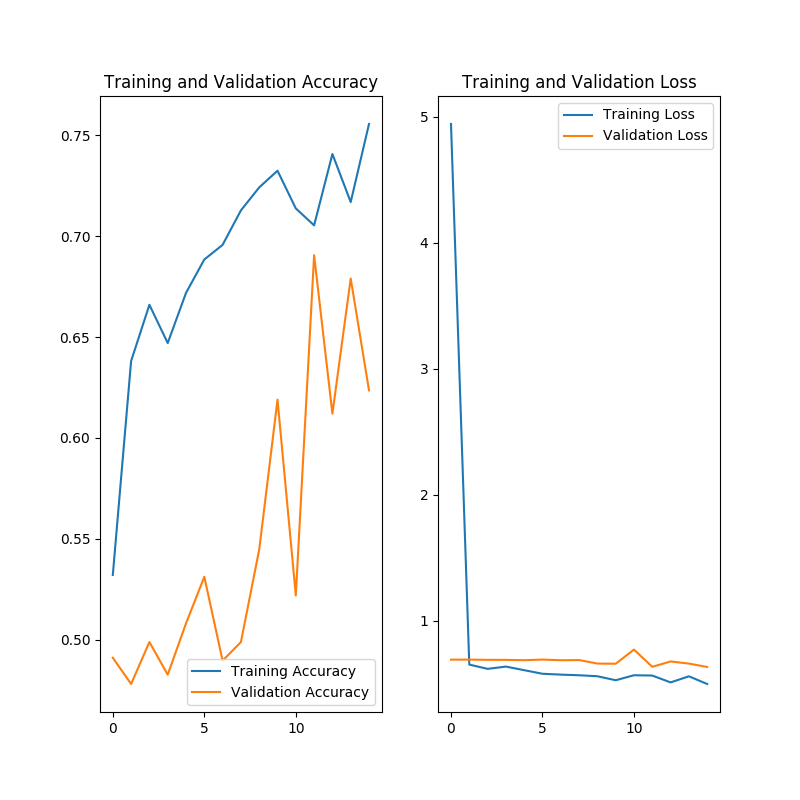 Training and Validation Accuracy
0.75
0.70
0.65
0.60
0.55
0.50
0
5
10
Training Accuracy
Validation Accuracy
Training and Validation Loss
5
4
3
2
1
0
5
10
Training Loss
Validation Loss